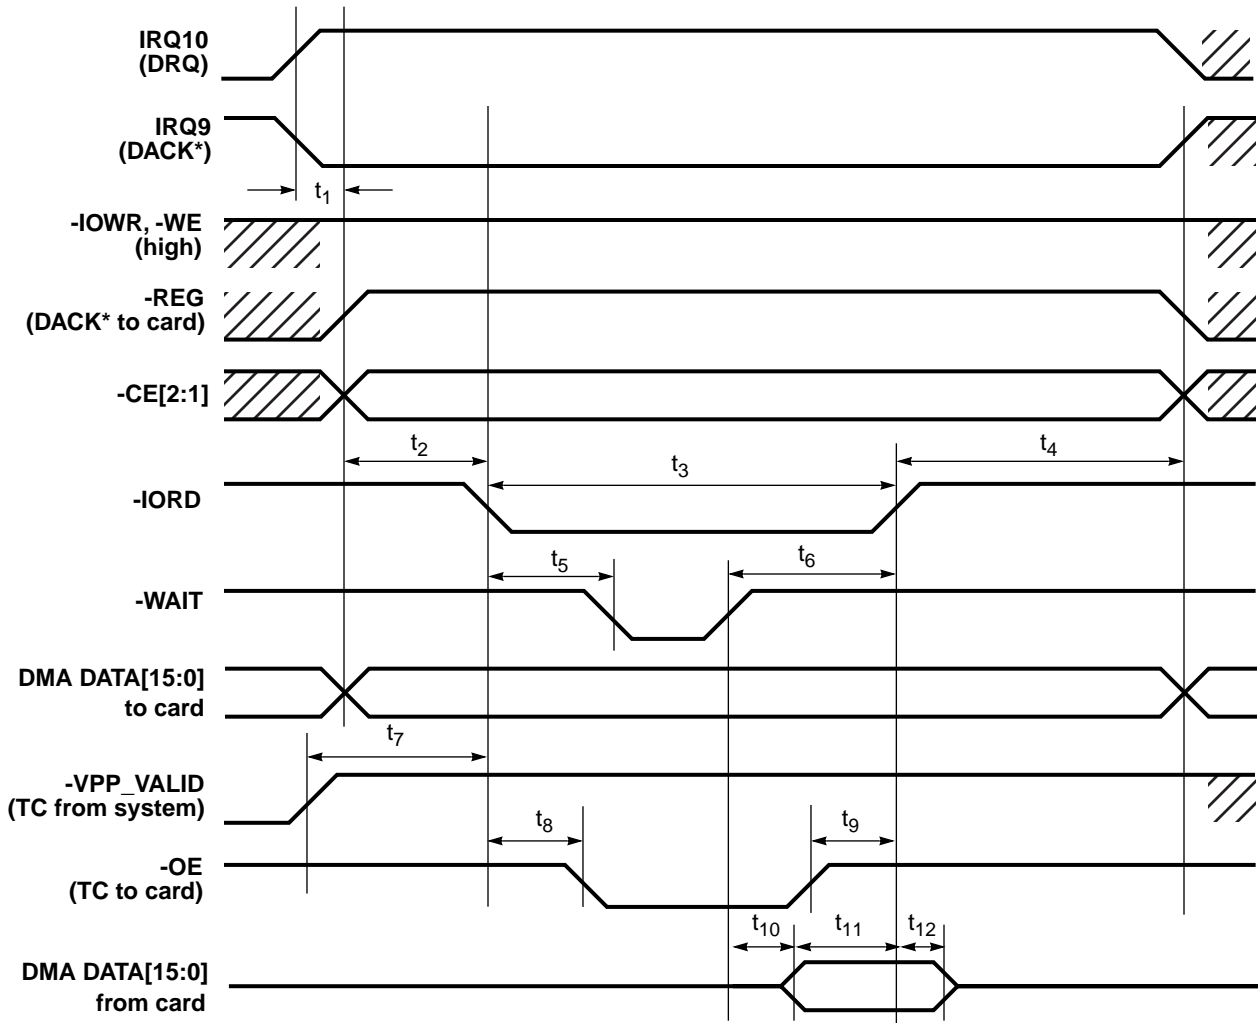 IRQ10
(DRQ)
IRQ9
(DACK*)
t1
-IOWR, -WE
(high)
-REG
(DACK* to card)
-CE[2:1]
t2
t3
t4
-IORD
t5
t6
-WAIT
DMA DATA[15:0]
to card
t7
-VPP_VALID
(TC from system)
t8
t9
-OE
(TC to card)
t10
t11
t12
DMA DATA[15:0]
from card